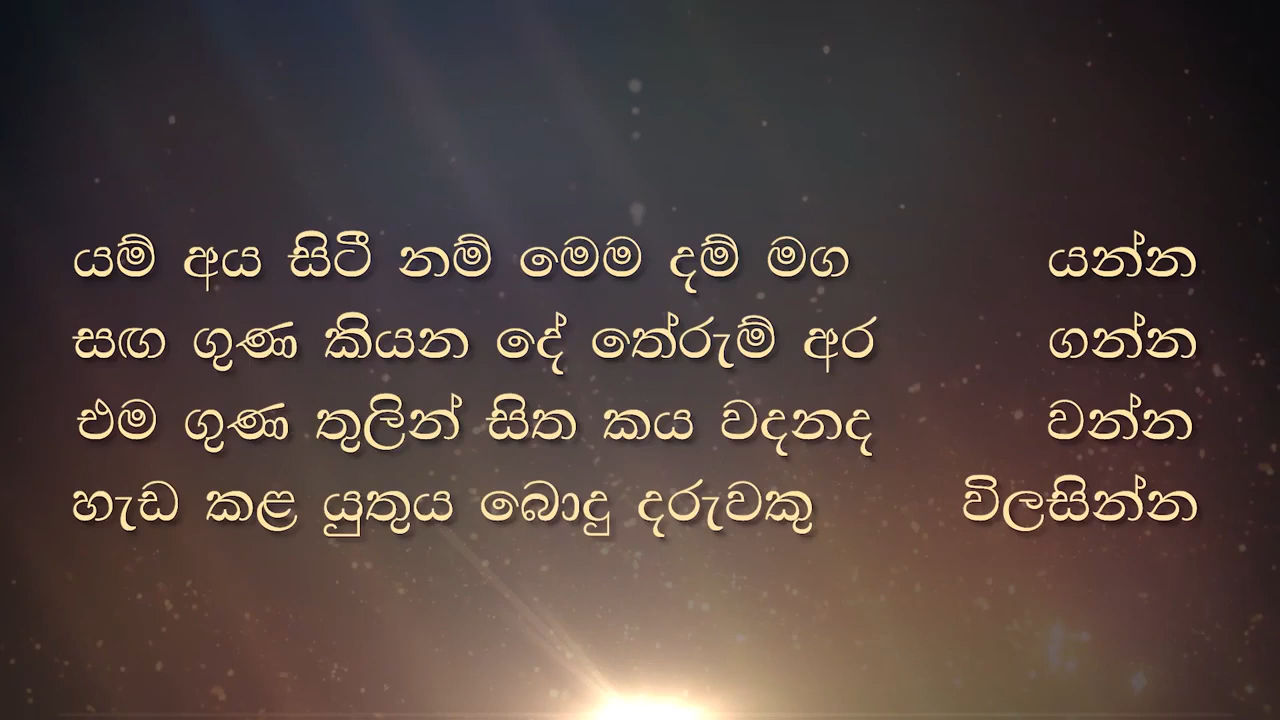 යම් අය සිටී නම් මෙම දම් මග යන්න
සඟ ගුණ කියන දේ තේරුම් අර ගන්න
එම ගුණ තුලින් සිත කය වදනද වන්න
හැඩ කළ යුතුය බොදු දරුවකු විලසින්න